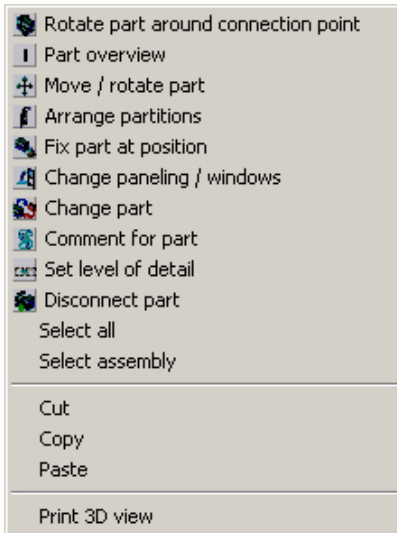 Rotate part around connection point
Part overview
Move / rotate part
Arrange partitions
Fix part at position
Change paneling / windows
Change part
Comment for part
Set level of detail
Disconnect part
Select all
Select assembly
Cut
Copy
Paste
Print 3D view